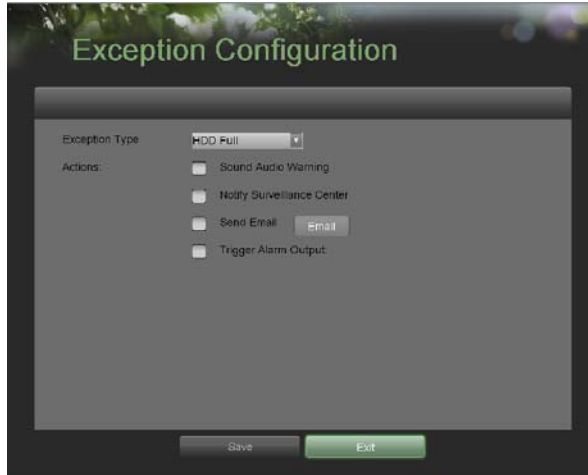 Exception Configuration
Exception Type HDD Full
Actions: Sound Audio Warning
Notify Surveillance Center
Send Email Email
Trigger Alarm Output
Save Exit